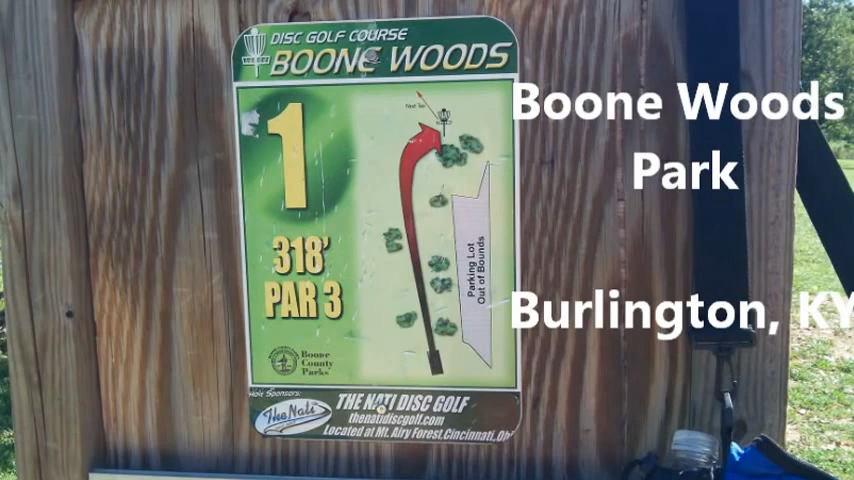 DISC GOLF COURSE
BOONE WOODS
1
318'
PAR 3
Next Tee
Parking Lot
Out of Bounds
Boone
County
Parks
Hole Sponsor:
The Nati
THE NATI DISC GOLF
thenatidiscgolf.com
Located at Mt. Airy Forest, Cincinnati, Oh
Boone Woods
Park
Burlington, KY